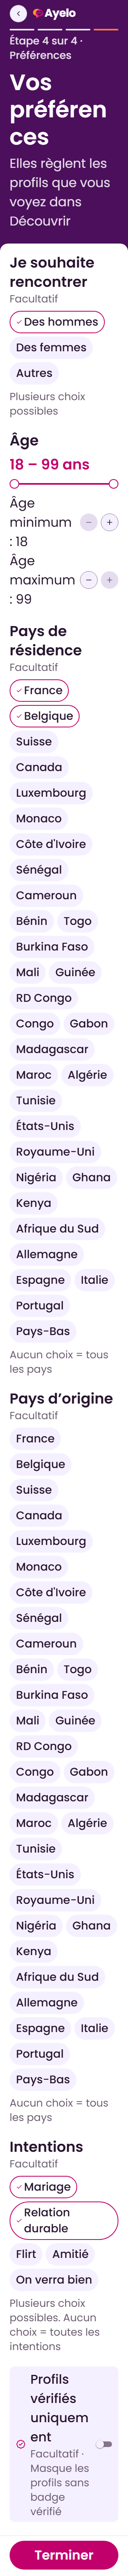 Ayelo
Étape 4 sur 4 ·
Préférences
Vos
préféren
ces
Elles règlent les
profils que vous
voyez dans
Découvrir
Je souhaite
rencontrer
Facultatif
Des hommes
Des femmes
Autres
Plusieurs choix
possibles
Âge
18 – 99 ans
Âge
minimum
: 18
Âge
maximum
: 99
Pays de
résidence
Facultatif
France
Belgique
Suisse
Canada
Luxembourg
Monaco
Côte d'Ivoire
Sénégal
Cameroun
Bénin Togo
Burkina Faso
Mali Guinée
RD Congo
Congo Gabon
Madagascar
Maroc Algérie
Tunisie
États-Unis
Royaume-Uni
Nigéria Ghana
Kenya
Afrique du Sud
Allemagne
Espagne Italie
Portugal
Pays-Bas
Aucun choix = tous
les pays
Pays d’origine
Facultatif
France
Belgique
Suisse
Canada
Luxembourg
Monaco
Côte d'Ivoire
Sénégal
Cameroun
Bénin Togo
Burkina Faso
Mali Guinée
RD Congo
Congo Gabon
Madagascar
Maroc Algérie
Tunisie
États-Unis
Royaume-Uni
Nigéria Ghana
Kenya
Afrique du Sud
Allemagne
Espagne Italie
Portugal
Pays-Bas
Aucun choix = tous
les pays
Intentions
Facultatif
Mariage
Relation
durable
Flirt Amitié
On verra bien
Plusieurs choix
possibles. Aucun
choix = toutes les
intentions
Profils
vérifiés
uniquem
ent
Facultatif ·
Masque les
profils sans
badge
vérifié
Terminer